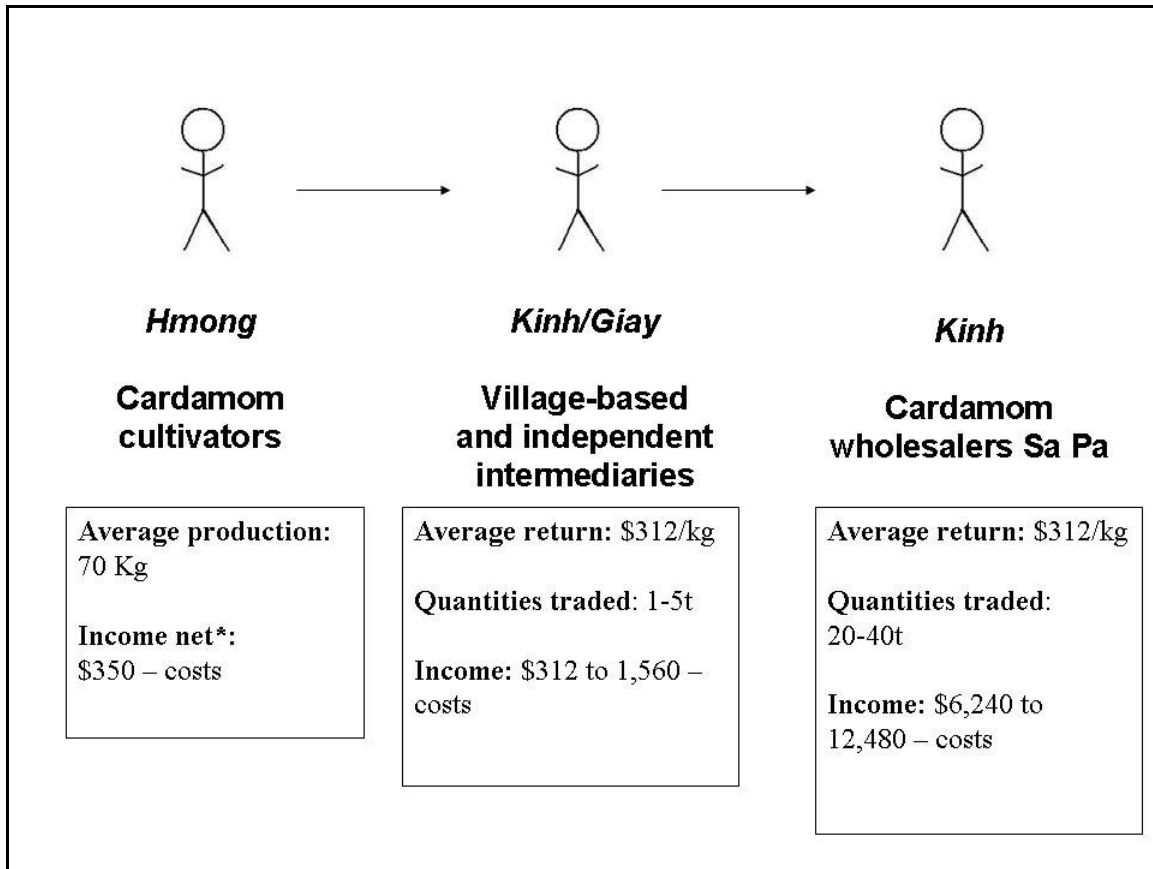 Hmong
Cardamom
cultivators
Average production:
70 Kg
Income net*:
$350 – costs
Kinh/Giay
Village-based
and independent
intermediaries
Average return: $312/kg
Quantities traded: 1-5t
Income: $312 to 1,560 –
costs
Kinh
Cardamom
wholesalers Sa Pa
Average return: $312/kg
Quantities traded:
20-40t
Income: $6,240 to
12,480 – costs